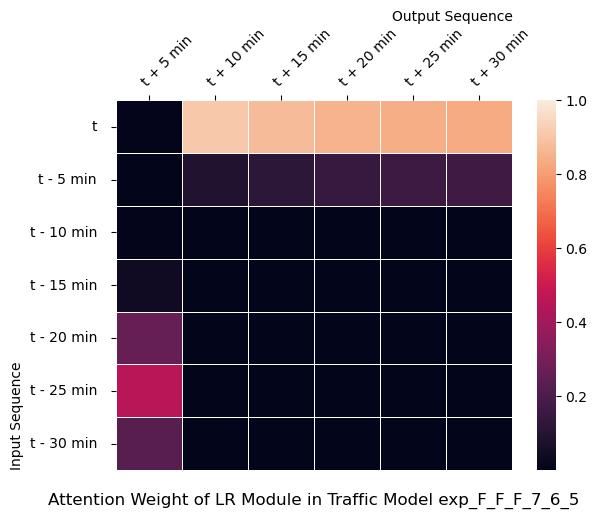 Output Sequence
t + 5 min
t + 10 min
t + 15 min
t + 20 min
t + 25 min
t + 30 min
t
t - 5 min
t - 10 min
t - 15 min
t - 20 min
t - 25 min
t - 30 min
Input Sequence
1.0
0.8
0.6
0.4
0.2
Attention Weight of LR Module in Traffic Model exp_F_F_F_7_6_5